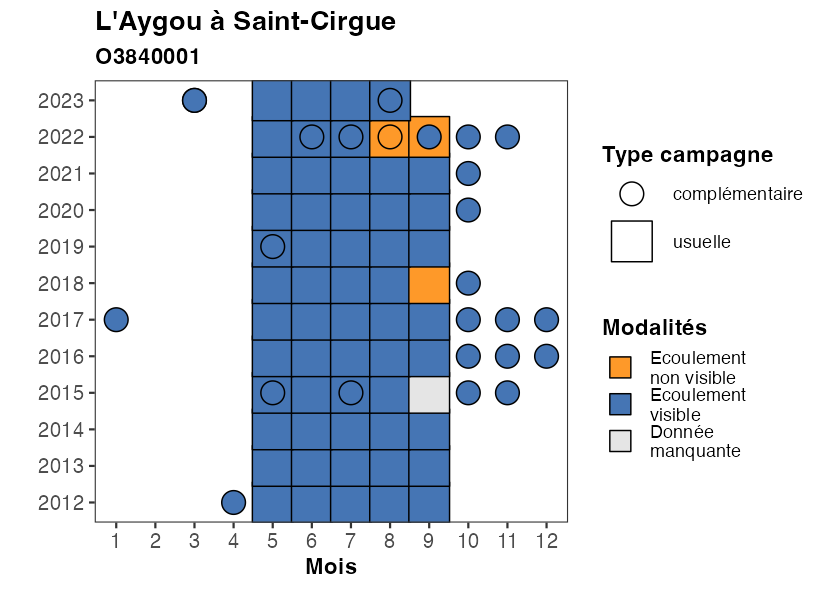 L'Aygou à Saint-Cirgue
O3840001
2023
2022
2021
2020
2019
2018
2017
2016
2015
2014
2013
2012
1 2 3 4 5 6 7 8 9 10 11 12
Mois
Type campagne
complémentaire
usuelle
Modalités
Ecoulement
non visible
Ecoulement
visible
Donnée
manquante